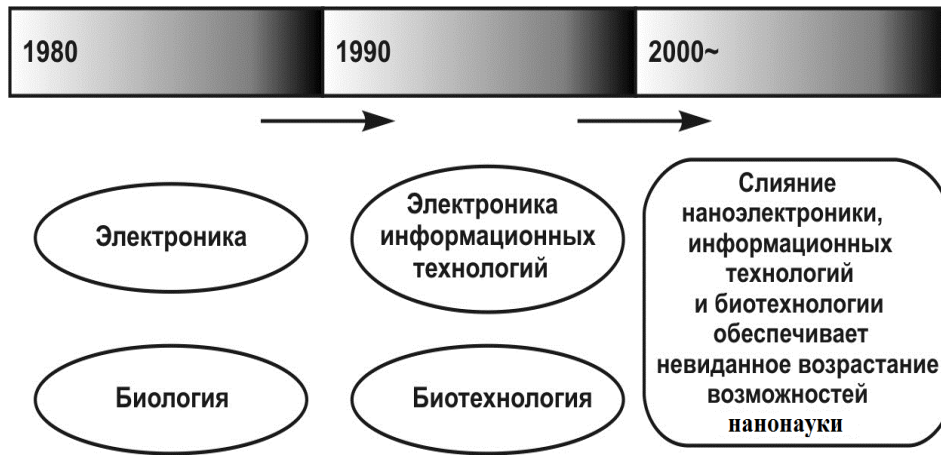 1980
1990
2000~
Электроника
Электроника
информационных
технологий
Слияние
наноэлектроники,
информационных
технологий
и биотехнологии
обеспечивает
невиданное возрастание
возможностей
нанонауки
Биология
Биотехнология